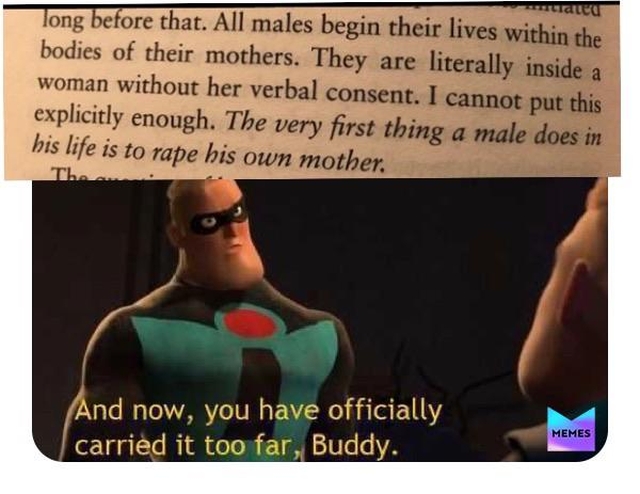 long before that. All males begin their lives within the
bodies of their mothers. They are literally inside a
woman without her verbal consent. I cannot put this
explicitly enough. The very first thing a male does in
his life is to rape his own mother.
The
And now, you have officially
carried it too far, Buddy.
MEMES